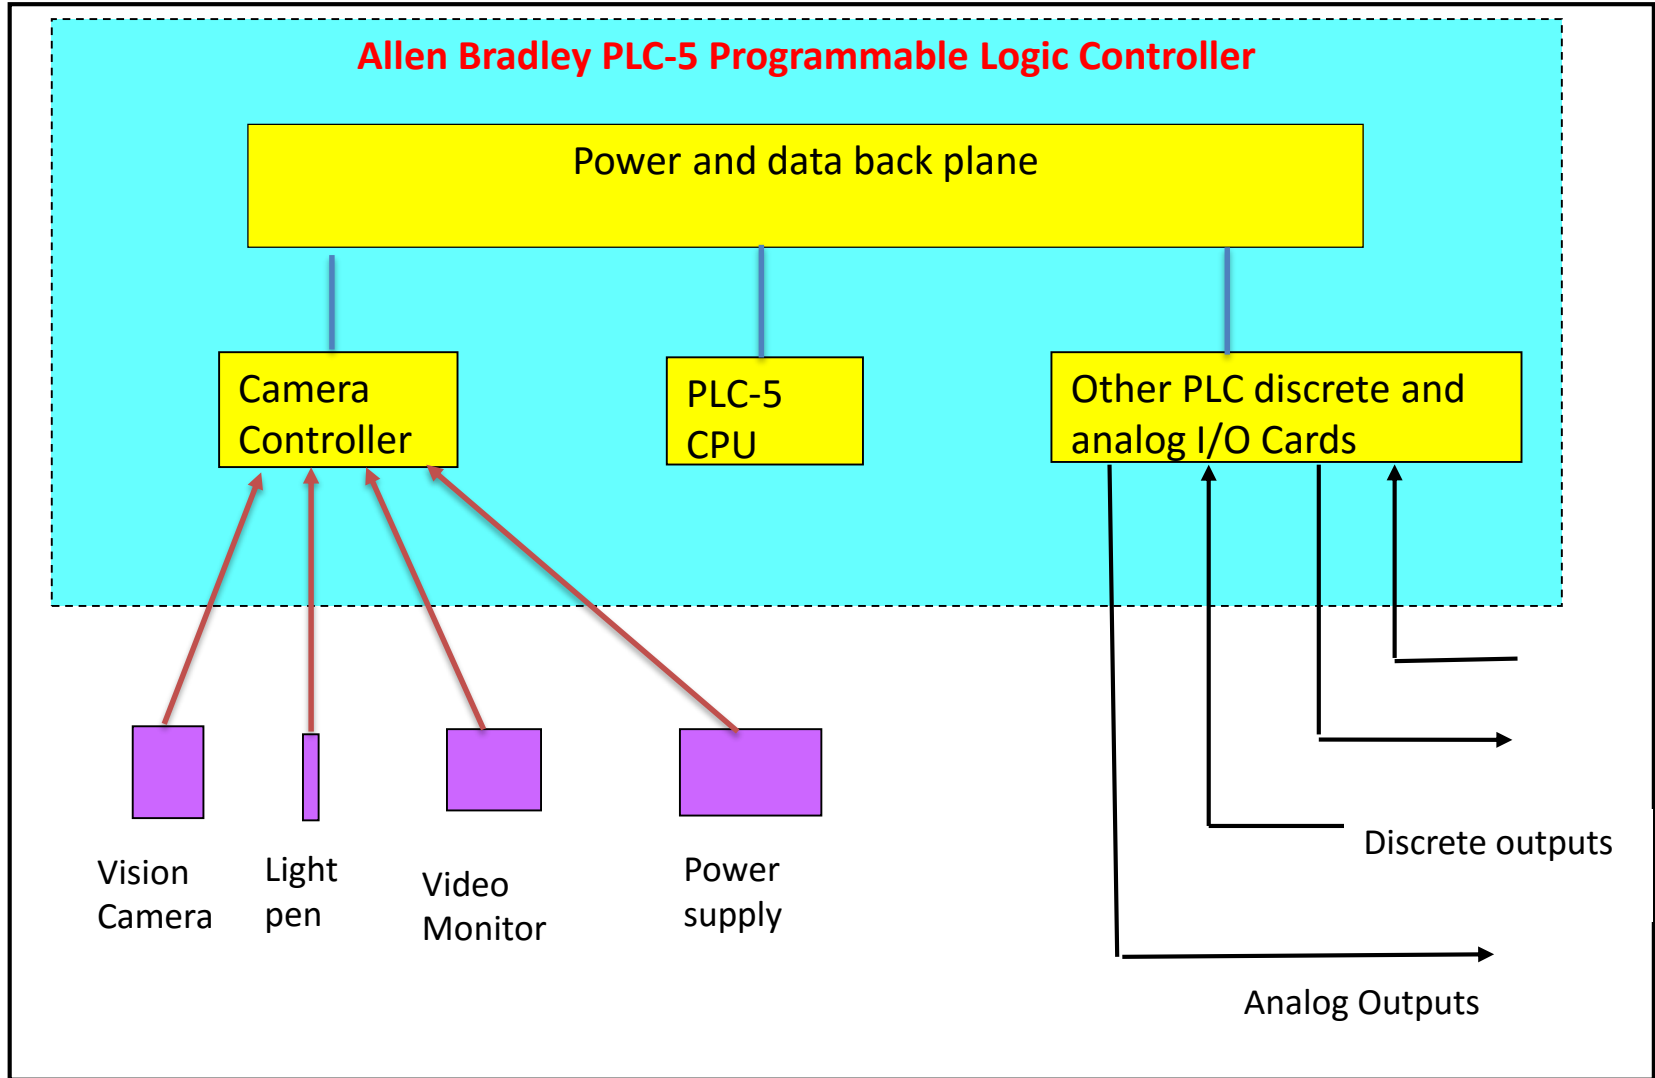 Allen Bradley PLC-5 Programmable Logic Controller
Power and data back plane
Camera
Controller
PLC-5
CPU
Other PLC discrete and
analog I/O Cards
Vision
Camera
Light
pen
Video
Monitor
Power
supply
Discrete outputs
Analog Outputs